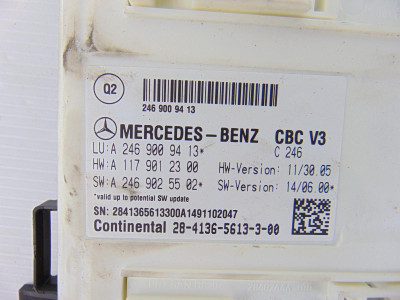 Q2
246 900 94 13
MERCEDES-BENZ CBC V3
LU:A 246 900 94 13* C 246
HW:A 117 901 23 00 HW-Version: 11/30.05
SW:A 246 902 55 02* SW-Version: 14/06.00*
*valid up to potential SW update
SN: 2841365613300A1491102047
Continental 28-4136-5613-3-00